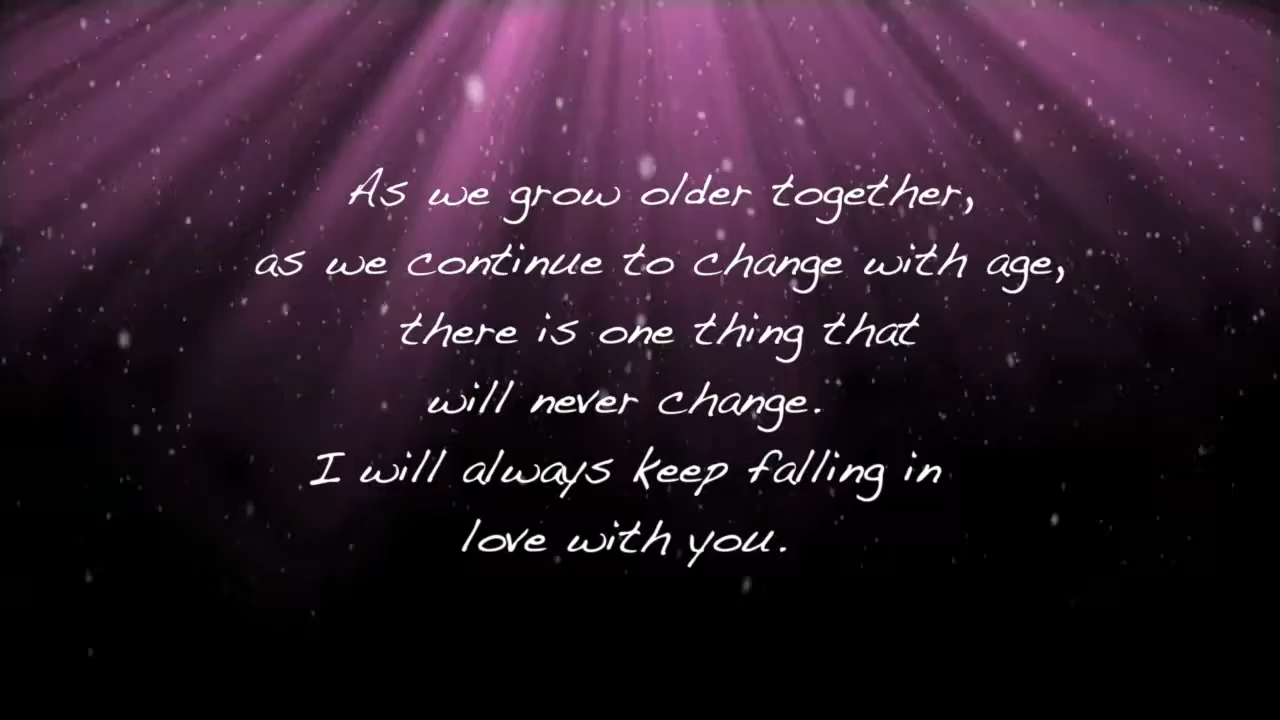 As we grow older together,
as we continue to change with age,
there is one thing that
will never change.
I will always keep falling in
love with you.